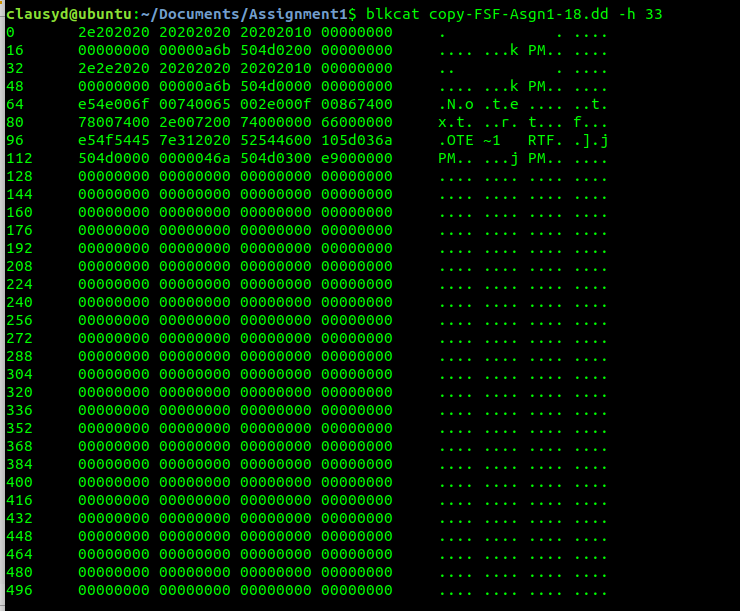 clausyd@ubuntu:~/Documents/Assignment1$ blkcat copy-FSF-Asgn1-18.dd -h 33
0 2e202020 20202020 20202010 00000000 . . ....
16 00000000 00000a6b 504d0200 00000000 .... ...k PM.. ....
32 2e2e2020 20202020 20202010 00000000 .. . ....
48 00000000 00000a6b 504d0000 00000000 .... ...k PM.. ....
64 e54e006f 00740065 002e000f 00867400 .N.o .t.e .... ..t.
80 78007400 2e007200 74000000 66000000 x.t. ..r. t... f...
96 e54f5445 7e312020 52544600 105d036a .OTE ~1 RTF. .].j
112 504d0000 0000046a 504d0300 e9000000 PM.. ...j PM.. ....
128 00000000 00000000 00000000 00000000 .... .... .... ....
144 00000000 00000000 00000000 00000000 .... .... .... ....
160 00000000 00000000 00000000 00000000 .... .... .... ....
176 00000000 00000000 00000000 00000000 .... .... .... ....
192 00000000 00000000 00000000 00000000 .... .... .... ....
208 00000000 00000000 00000000 00000000 .... .... .... ....
224 00000000 00000000 00000000 00000000 .... .... .... ....
240 00000000 00000000 00000000 00000000 .... .... .... ....
256 00000000 00000000 00000000 00000000 .... .... .... ....
272 00000000 00000000 00000000 00000000 .... .... .... ....
288 00000000 00000000 00000000 00000000 .... .... .... ....
304 00000000 00000000 00000000 00000000 .... .... .... ....
320 00000000 00000000 00000000 00000000 .... .... .... ....
336 00000000 00000000 00000000 00000000 .... .... .... ....
352 00000000 00000000 00000000 00000000 .... .... .... ....
368 00000000 00000000 00000000 00000000 .... .... .... ....
384 00000000 00000000 00000000 00000000 .... .... .... ....
400 00000000 00000000 00000000 00000000 .... .... .... ....
416 00000000 00000000 00000000 00000000 .... .... .... ....
432 00000000 00000000 00000000 00000000 .... .... .... ....
448 00000000 00000000 00000000 00000000 .... .... .... ....
464 00000000 00000000 00000000 00000000 .... .... .... ....
480 00000000 00000000 00000000 00000000 .... .... .... ....
496 00000000 00000000 00000000 00000000 .... .... .... ....